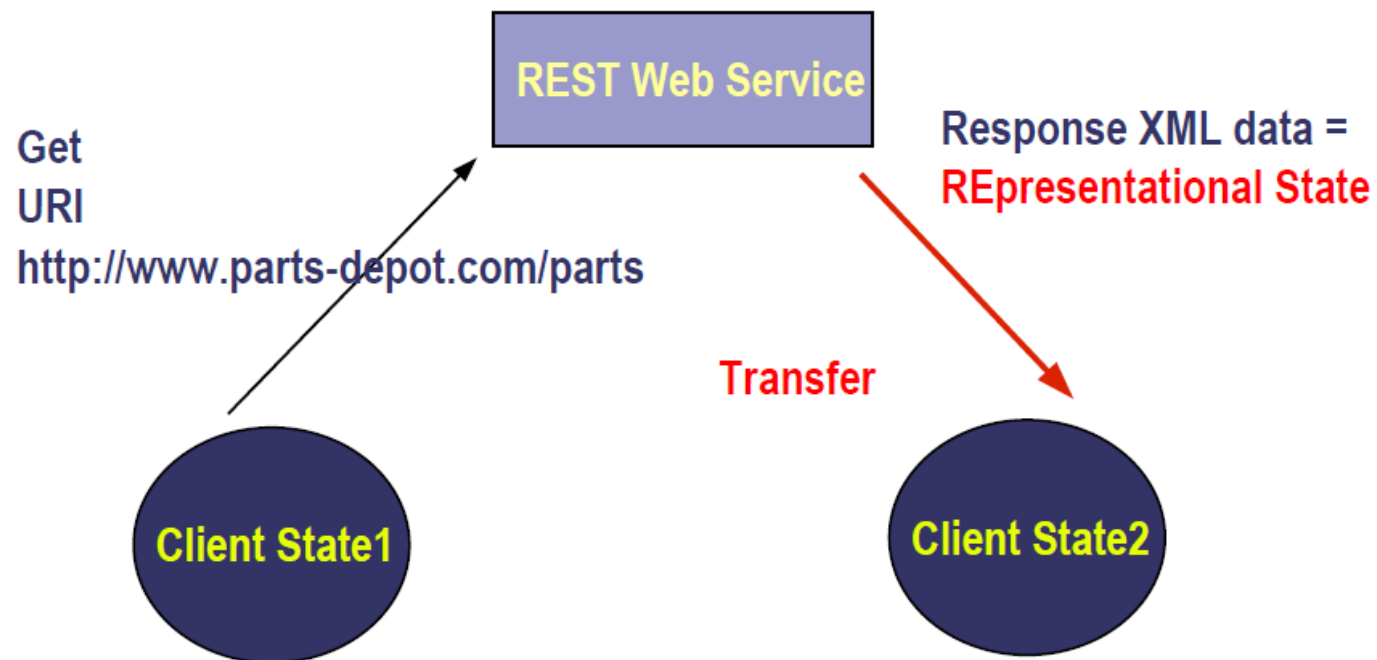 REST Web Service
Get
URI
http://www.parts-depot.com/parts
Response XML data =
REpresentational State
Transfer
Client State1
Client State2